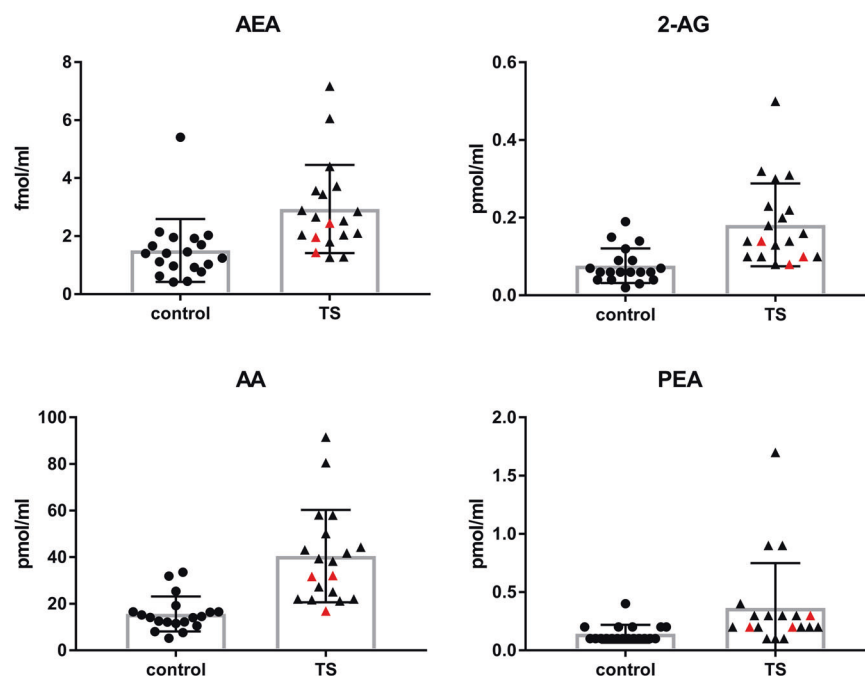 AEA
8
6
4
2
0
fmol/ml
control
TS
2-AG
0.6
0.4
0.2
0.0
pmol/ml
control
TS
AA
100
80
60
40
20
0
pmol/ml
control
TS
PEA
2.0
1.5
1.0
0.5
0.0
pmol/ml
control
TS